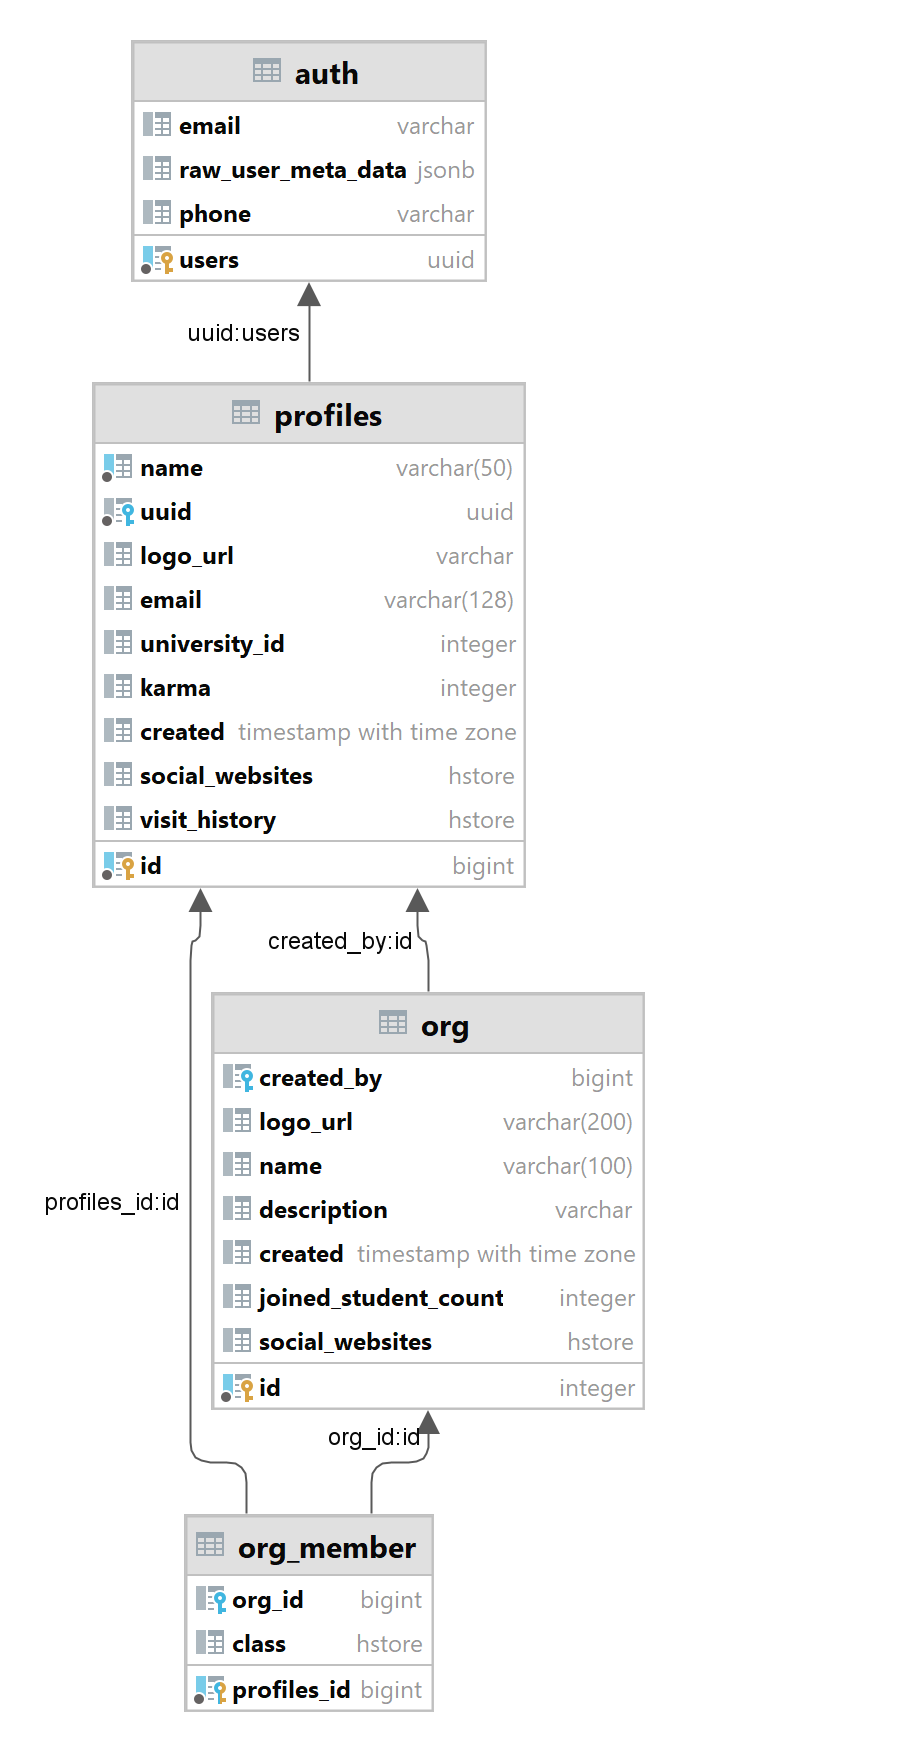 auth
email varchar
raw_user_meta_data jsonb
phone varchar
users uuid
uuid:users
profiles
name varchar(50)
uuid uuid
logo_url varchar
email varchar(128)
university_id integer
karma integer
created timestamp with time zone
social_websites hstore
visit_history hstore
id bigint
created_by:id
org
created_by bigint
logo_url varchar(200)
name varchar(100)
profiles_id:id
description varchar
created timestamp with time zone
joined_student_count integer
social_websites hstore
id integer
org_id:id
org_member
org_id bigint
class hstore
profiles_id bigint